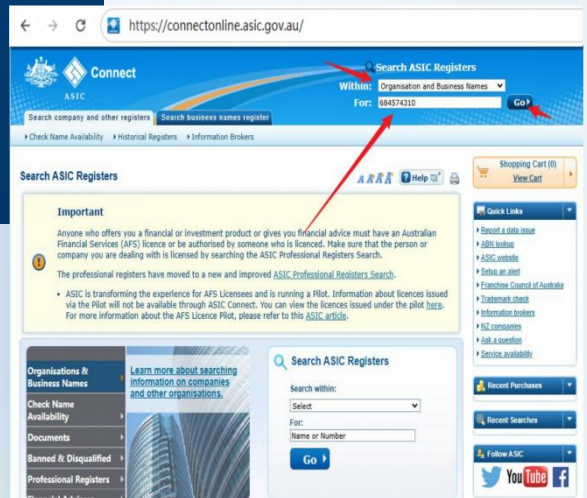 https://connectonline.asic.gov.au/
Connect
ASIC
Search ASIC Registers
Within: Organisation and Business Names
For: 684574310
Go
Search company and other registers
Search business names register
Check Name Availability
Historical Registers
Information Brokers
Search ASIC Registers
A A A A
Help
Shopping Cart (0)
View Cart
Important
Anyone who offers you a financial or investment product or gives you financial advice must have an Australian
Financial Services (AFS) licence or be authorised by someone who is licenced. Make sure that the person or
company you are dealing with is licensed by searching the ASIC Professional Registers Search.
The professional registers have moved to a new and improved ASIC Professional Registers Search.
• ASIC is transforming the experience for AFS Licensees and is running a Pilot. Information about licences issued
via the Pilot will not be available through ASIC Connect. You can view the licences issued under the pilot here.
For more information about the AFS Licence Pilot, please refer to this ASIC article.
Quick Links
Report a data issue
ABN lookup
ASIC website
Setup an alert
Franchise Council of Australia
Trademark check
Information brokers
NZ companies
Ask a question
Service availability
Organisations &
Business Names
Check Name
Availability
Documents
Banned & Disqualified
Professional Registers
Financial Advisers
Learn more about searching
information on companies
and other organisations.
Search ASIC Registers
Search within:
Select
For:
Name or Number
Go
Recent Purchases
Recent Searches
Follow ASIC
YouTube
f